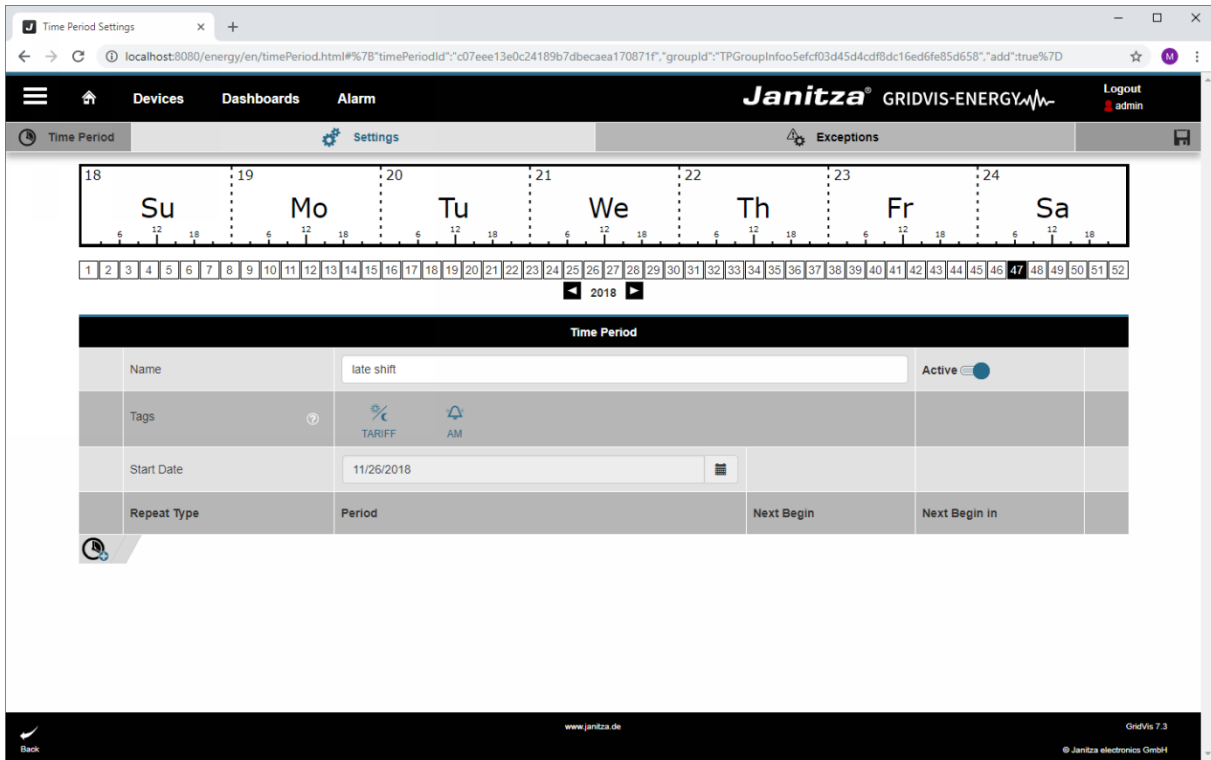 Time Period Settings
localhost:8080/energy/en/timePeriod.html#%7B"timePeriodId":"c07eee13e0c24189b7dbecaea170871f","groupId":"TPGroupInfoo5efcf03d45d4cdf8dc16ed6fe85d658","add":true%7D
M
Devices Dashboards Alarm Janitza® GRIDVIS-ENERGY Logout
admin
Time Period Settings Exceptions
18 19 20 21 22 23 24
Su Mo Tu We Th Fr Sa
6 12 18 6 12 18 6 12 18 6 12 18 6 12 18 6 12 18 6 12 18
1 2 3 4 5 6 7 8 9 10 11 12 13 14 15 16 17 18 19 20 21 22 23 24 25 26 27 28 29 30 31 32 33 34 35 36 37 38 39 40 41 42 43 44 45 46 47 48 49 50 51 52
2018
Time Period
Name late shift Active
Tags ? TARIFF AM
Start Date 11/26/2018
Repeat Type Period Next Begin Next Begin in
www.janitza.de GridVis 7.3
Back © Janitza electronics GmbH